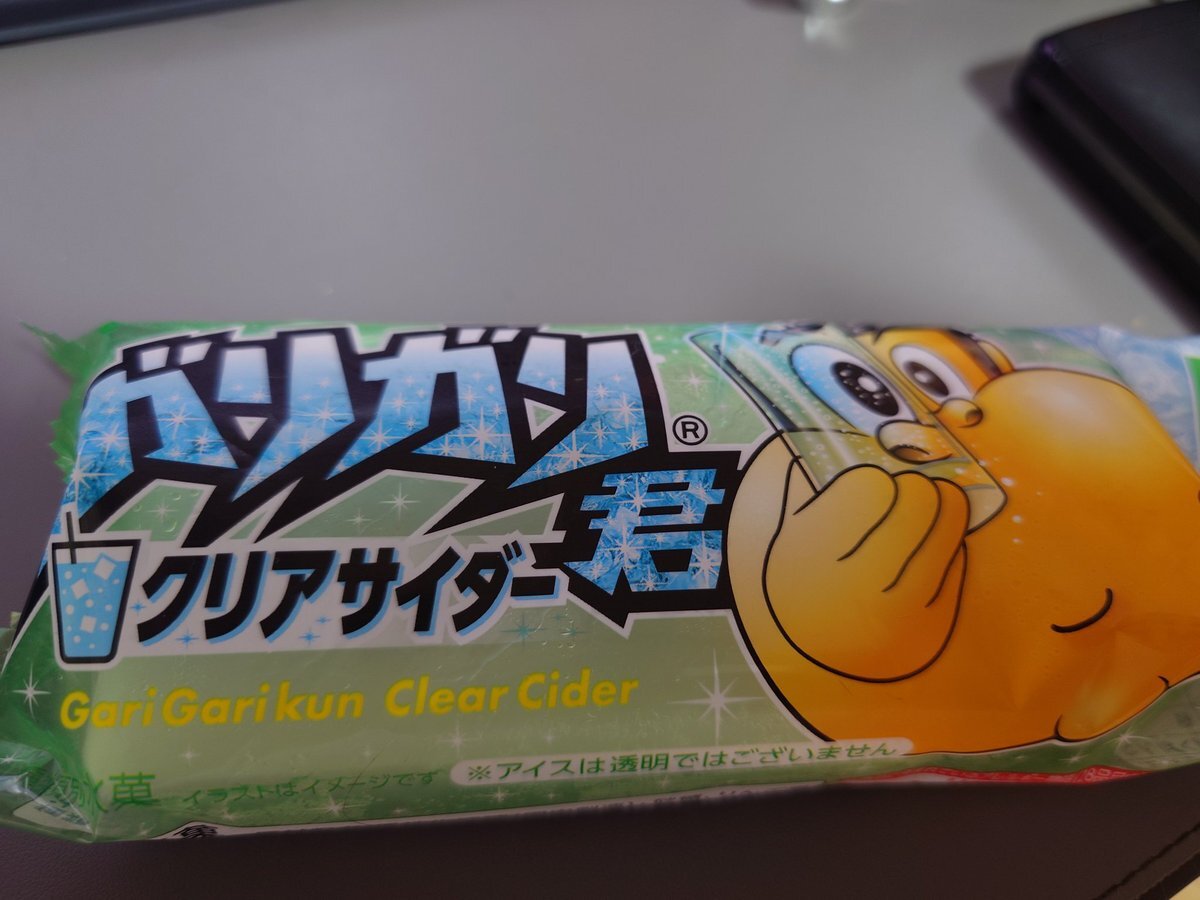 ガリガリ君®
クリアサイダー
GariGarikun Clear Cider
氷菓 イラストはイメージです ※アイスは透明ではございません